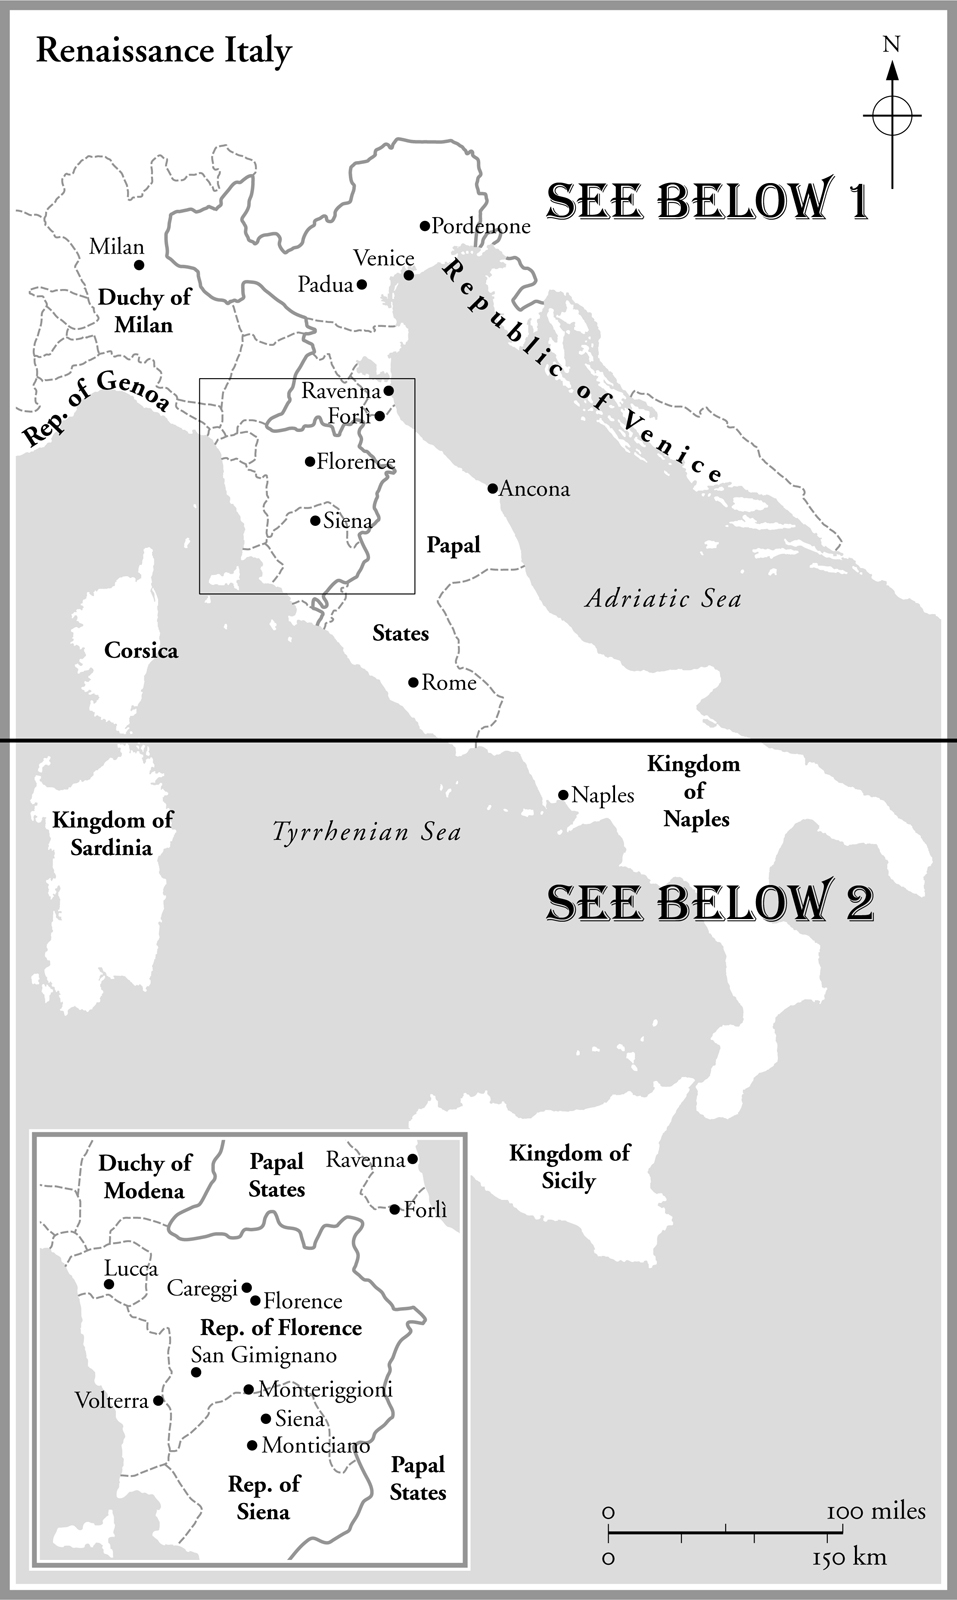 Renaissance Italy
N
SEE BELOW 1
Pordenone
Milan
Venice
Padua
Duchy of
Milan
Republic of Venice
Rep. of Genoa
Ravenna
Forlì
Florence
Ancona
Siena
Papal
States
Adriatic Sea
Corsica
Rome
Kingdom
of
Naples
Naples
Kingdom of
Sardinia
Tyrrhenian Sea
SEE BELOW 2
Kingdom of
Sicily
Duchy of
Modena
Papal
States
Ravenna
Forlì
Lucca
Careggi
Florence
Rep. of Florence
San Gimignano
Monteriggioni
Volterra
Siena
Monticiano
Rep. of
Siena
Papal
States
0 100 miles
0 150 km